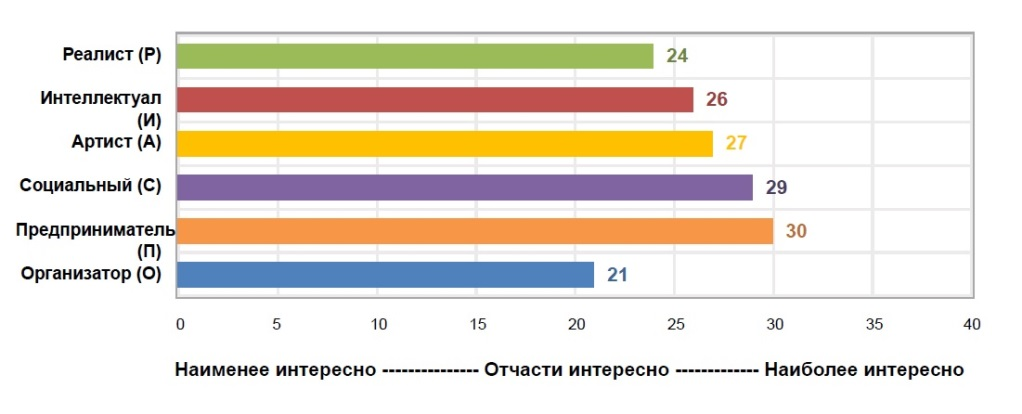 Реалист (Р) 24
Интеллектуал
(И) 26
Артист (А) 27
Социальный (С) 29
Предприниматель
(П) 30
Организатор (О) 21
0 5 10 15 20 25 30 35 40
Наименее интересно --------------- Отчасти интересно ------------- Наиболее интересно